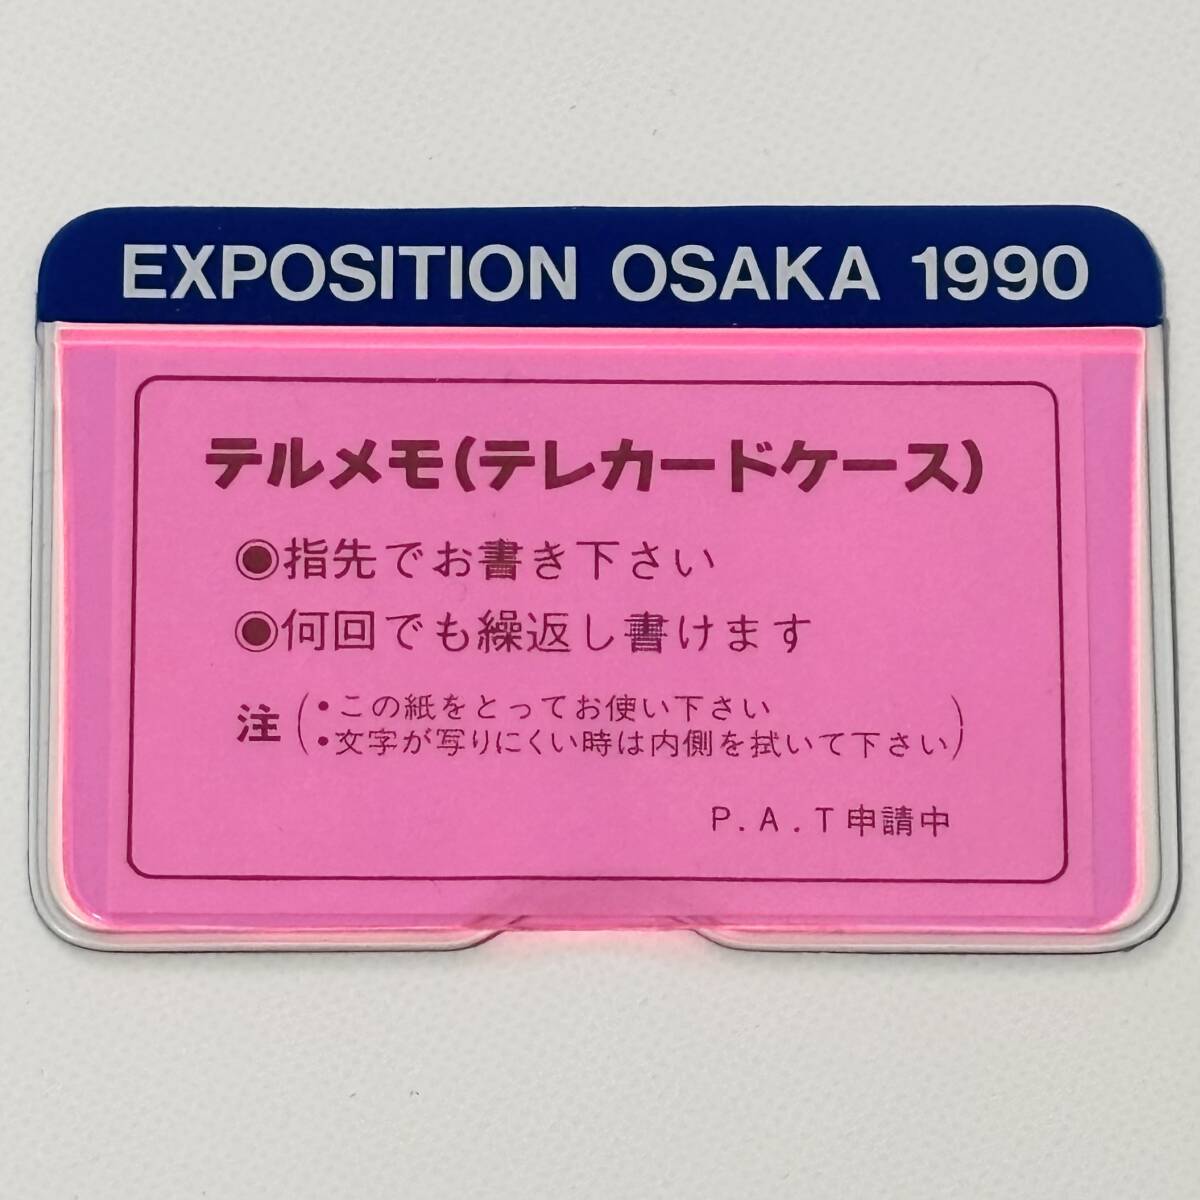 EXPOSITION OSAKA 1990
テルメモ(テレカードケース)
◉指先でお書き下さい
◉何回でも繰返し書けます
注(・この紙をとってお使い下さい
・文字が写りにくい時は内側を拭いて下さい)
P.A.T申請中